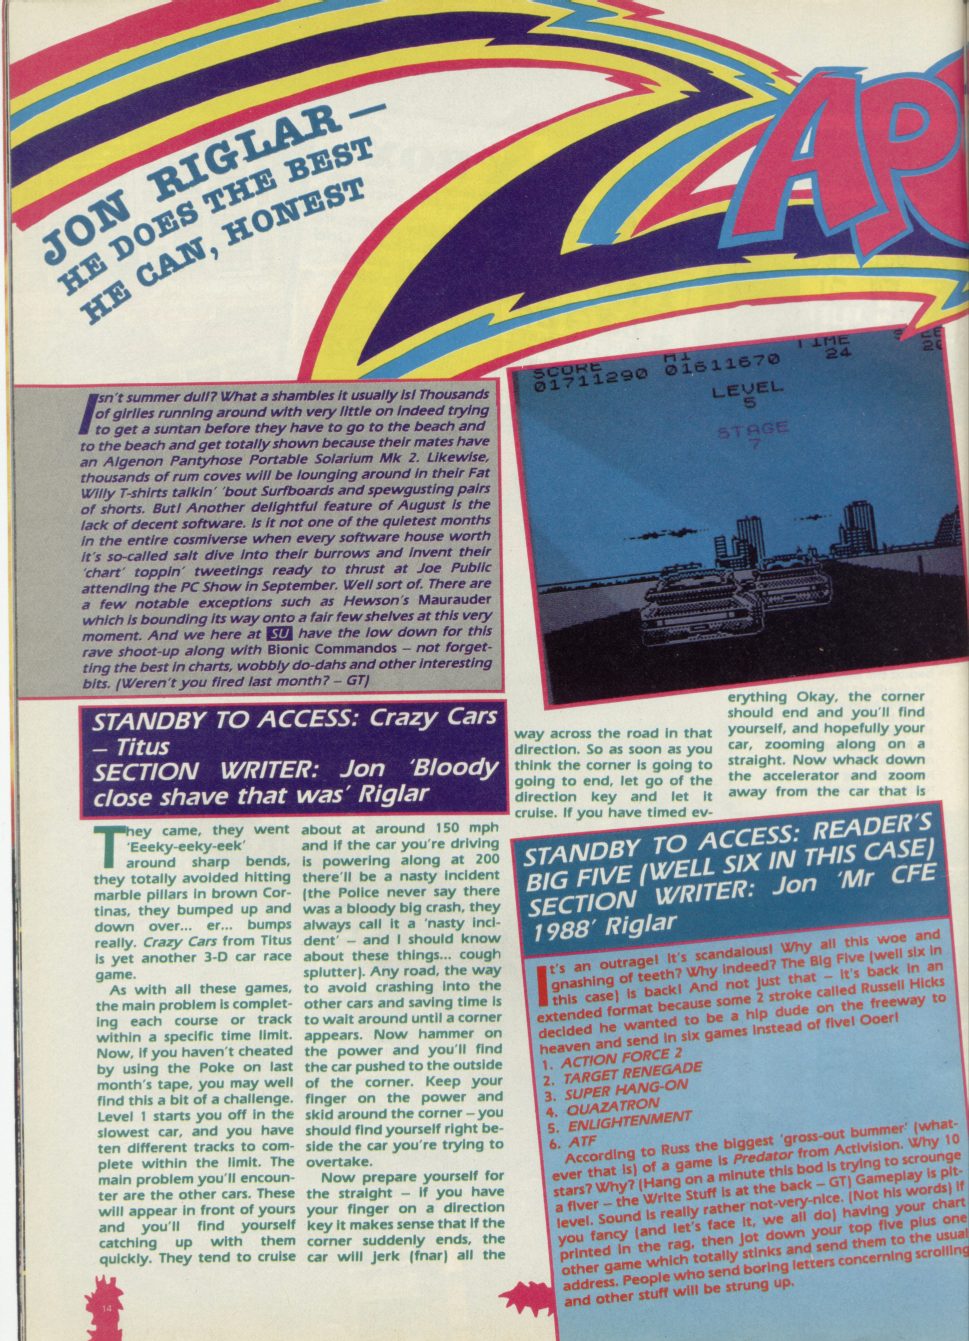 JON RIGLAR —
HE DOES THE BEST
HE CAN, HONEST
AP
SCORE HI TIME
01711290 01611670 24 20
LEVEL
5
STAGE
7
Isn't summer dull? What a shambles it usually is! Thousands
of girlies running around with very little on indeed trying
to get a suntan before they have to go to the beach and
to the beach and get totally shown because their mates have
an Algenon Pantyhose Portable Solarium Mk 2. Likewise,
thousands of rum coves will be lounging around in their Fat
Willy T-shirts talkin' 'bout Surfboards and spewgusting pairs
of shorts. But! Another delightful feature of August is the
lack of decent software. Is it not one of the quietest months
in the entire cosmiverse when every software house worth
it's so-called salt dive into their burrows and invent their
'chart' toppin' tweetings ready to thrust at Joe Public
attending the PC Show in September. Well sort of. There are
a few notable exceptions such as Hewson's Maurauder
which is bounding its way onto a fair few shelves at this very
moment. And we here at SU have the low down for this
rave shoot-up along with Bionic Commandos – not forget-
ting the best in charts, wobbly do-dahs and other interesting
bits. (Weren't you fired last month? – GT)
STANDBY TO ACCESS: Crazy Cars
– Titus
SECTION WRITER: Jon 'Bloody
close shave that was' Riglar
They came, they went
'Eeeky-eeky-eek'
around sharp bends,
they totally avoided hitting
marble pillars in brown Cor-
tinas, they bumped up and
down over... er... bumps
really. Crazy Cars from Titus
is yet another 3-D car race
game.
As with all these games,
the main problem is complet-
ing each course or track
within a specific time limit.
Now, if you haven't cheated
by using the Poke on last
month's tape, you may well
find this a bit of a challenge.
Level 1 starts you off in the
slowest car, and you have
ten different tracks to com-
plete within the limit. The
main problem you'll encoun-
ter are the other cars. These
will appear in front of yours
and you'll find yourself
catching up with them
quickly. They tend to cruise
about at around 150 mph
and if the car you're driving
is powering along at 200
there'll be a nasty incident
(the Police never say there
was a bloody big crash, they
always call it a 'nasty inci-
dent' – and I should know
about these things... cough
splutter). Any road, the way
to avoid crashing into the
other cars and saving time is
to wait around until a corner
appears. Now hammer on
the power and you'll find
the car pushed to the outside
of the corner. Keep your
finger on the power and
skid around the corner – you
should find yourself right be-
side the car you're trying to
overtake.
Now prepare yourself for
the straight – if you have
your finger on a direction
key it makes sense that if the
corner suddenly ends, the
car will jerk (fnar) all the
way across the road in that
direction. So as soon as you
think the corner is going to
going to end, let go of the
direction key and let it
cruise. If you have timed ev-
erything Okay, the corner
should end and you'll find
yourself, and hopefully your
car, zooming along on a
straight. Now whack down
the accelerator and zoom
away from the car that is
STANDBY TO ACCESS: READER'S
BIG FIVE (WELL SIX IN THIS CASE)
SECTION WRITER: Jon 'Mr CFE
1988' Riglar
It's an outrage! It's scandalous! Why all this woe and
gnashing of teeth? Why indeed? The Big Five (well six in
this case) is back! And not just that – it's back in an
extended format because some 2 stroke called Russell Hicks
decided he wanted to be a hip dude on the freeway to
heaven and send in six games instead of five! Ooer!
1. ACTION FORCE 2
2. TARGET RENEGADE
3. SUPER HANG-ON
4. QUAZATRON
5. ENLIGHTENMENT
6. ATF
According to Russ the biggest 'gross-out bummer' (what-
ever that is) of a game is Predator from Activision. Why 10
stars? Why? (Hang on a minute this bod is trying to scrounge
a fiver – the Write Stuff is at the back – GT) Gameplay is pit-
level. Sound is really rather not-very-nice. (Not his words) If
you fancy (and let's face it, we all do) having your chart
printed in the rag, then jot down your top five plus one
other game which totally stinks and send them to the usual
address. People who send boring letters concerning scrolling
and other stuff will be strung up.
14